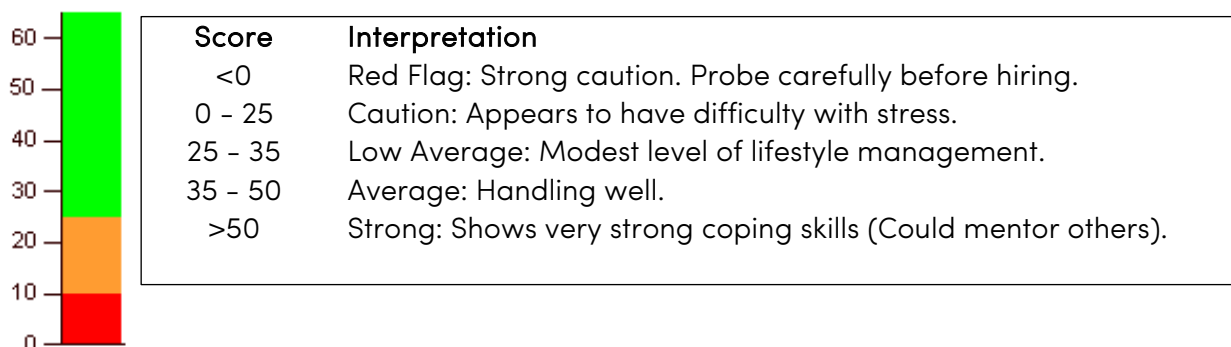 60
50
40
30
20
10
0
Score Interpretation
<0 Red Flag: Strong caution. Probe carefully before hiring.
0 - 25 Caution: Appears to have difficulty with stress.
25 - 35 Low Average: Modest level of lifestyle management.
35 - 50 Average: Handling well.
>50 Strong: Shows very strong coping skills (Could mentor others).